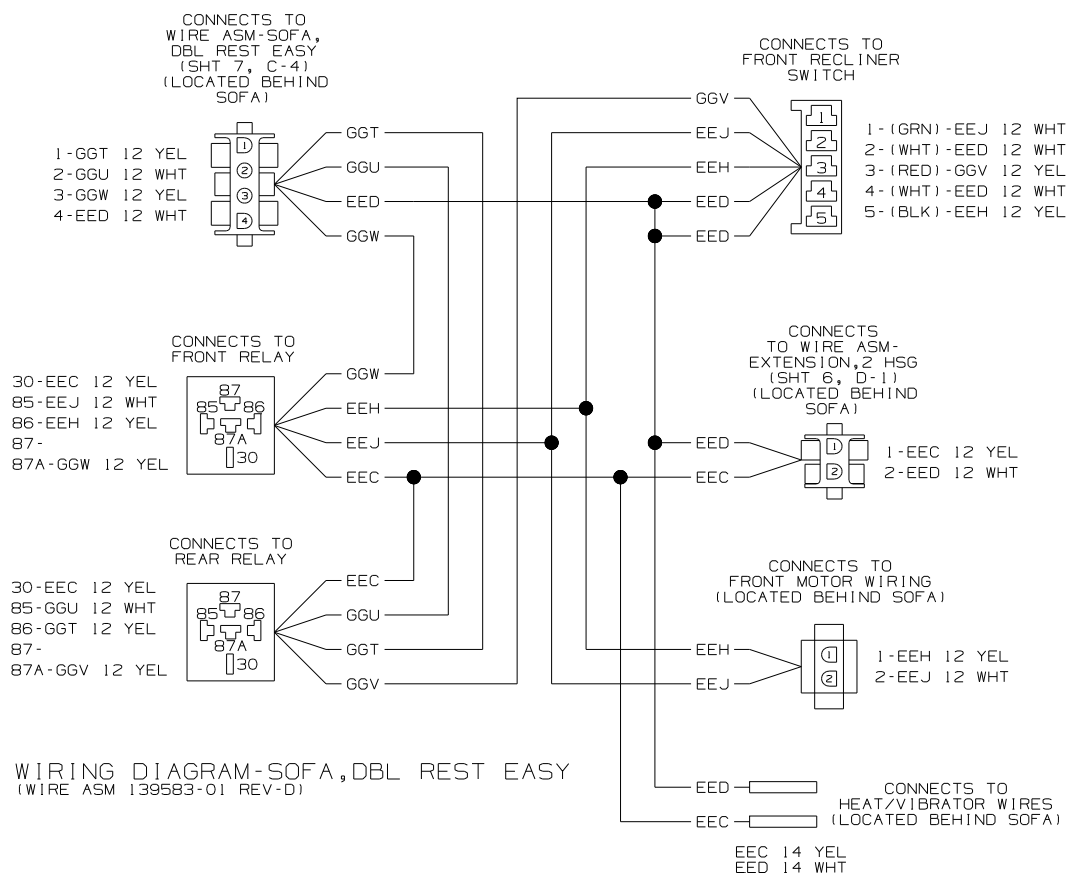 CONNECTS TO
WIRE ASM-SOFA,
DBL REST EASY
(SHT 7, C-4)
(LOCATED BEHIND
SOFA)
1-GGT 12 YEL
2-GGU 12 WHT
3-GGW 12 YEL
4-EED 12 WHT
1
2
3
4
GGT
GGU
EED
GGW
CONNECTS TO
FRONT RECLINER
SWITCH
GGV
EEJ
EEH
EED
EED
1
2
3
4
5
1-(GRN)-EEJ 12 WHT
2-(WHT)-EED 12 WHT
3-(RED)-GGV 12 YEL
4-(WHT)-EED 12 WHT
5-(BLK)-EEH 12 YEL
CONNECTS TO
FRONT RELAY
30-EEC 12 YEL
85-EEJ 12 WHT
86-EEH 12 YEL
87-
87A-GGW 12 YEL
87
85 86
87A
30
GGW
EEH
EEJ
EEC
CONNECTS
TO WIRE ASM-
EXTENSION,2 HSG
(SHT 6, D-1)
(LOCATED BEHIND
SOFA)
EED
EEC
1
2
1-EEC 12 YEL
2-EED 12 WHT
CONNECTS TO
REAR RELAY
30-EEC 12 YEL
85-GGU 12 WHT
86-GGT 12 YEL
87-
87A-GGV 12 YEL
87
85 86
87A
30
EEC
GGU
GGT
GGV
CONNECTS TO
FRONT MOTOR WIRING
(LOCATED BEHIND SOFA)
EEH
EEJ
1
2
1-EEH 12 YEL
2-EEJ 12 WHT
WIRING DIAGRAM-SOFA,DBL REST EASY
(WIRE ASM 139583-01 REV-D)
EED
EEC
CONNECTS TO
HEAT/VIBRATOR WIRES
(LOCATED BEHIND SOFA)
EEC 14 YEL
EED 14 WHT